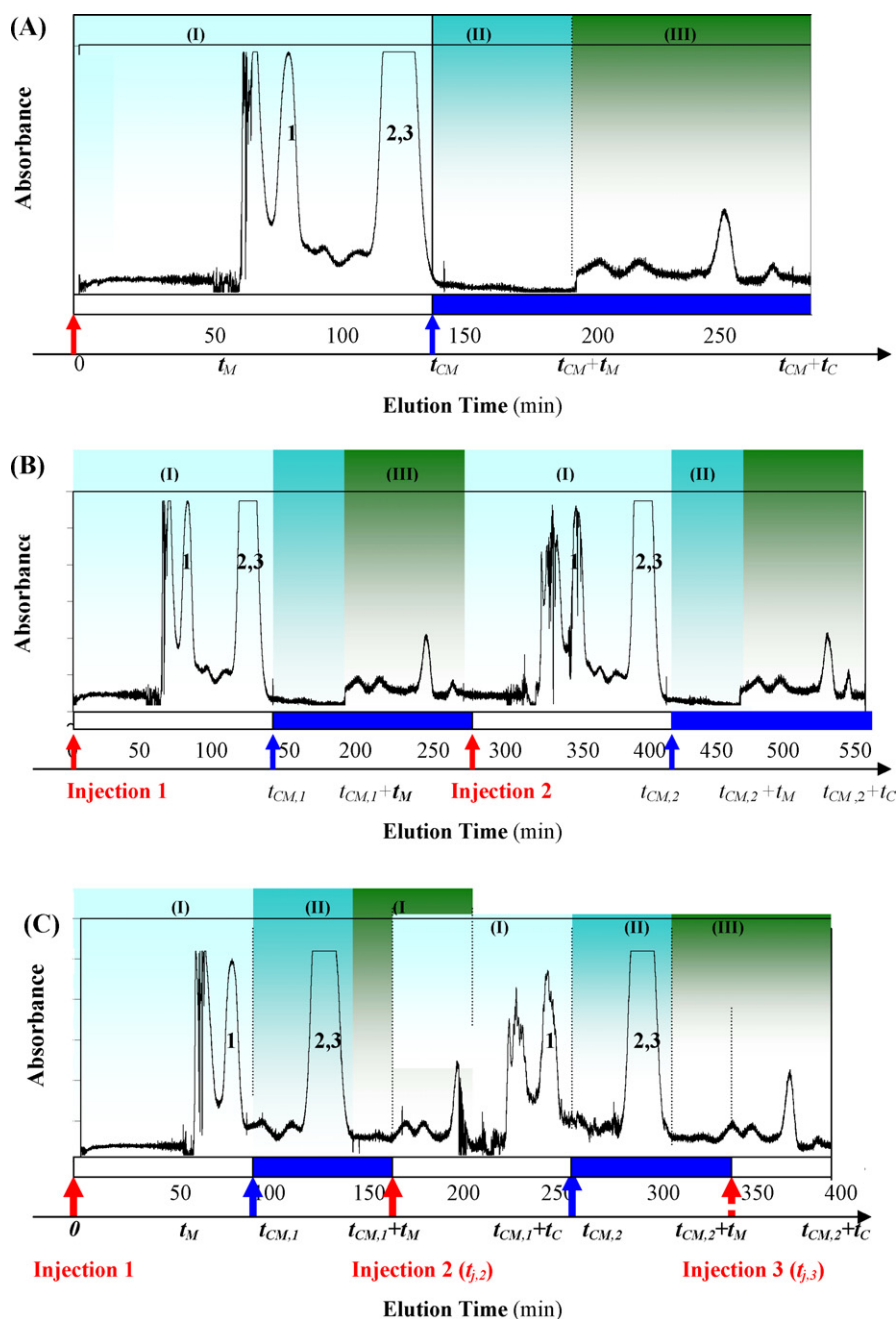 (A)
(I) (II) (III)
Absorbance
1 2,3
50 100 150 200 250
0 t_M t_CM t_CM+t_M t_CM+t_C
Elution Time (min)
(B)
(I) (III) (I) (II)
Absorbance
1 2,3 1 2,3
0 50 100 150 200 250 300 350 400 450 500 550
Injection 1 t_CM,1 t_CM,1+t_M Injection 2 t_CM,2 t_CM,2+t_M t_CM,2+t_C
Elution Time (min)
(C)
(I) (II) (I (I) (II) (III)
Absorbance
1 2,3 1 2,3
50 100 150 200 250 300 350 400
0 t_M t_CM,1 t_CM,1+t_M t_CM,1+t_C t_CM,2 t_CM,2+t_M t_CM,2+t_C
Injection 1 Injection 2 (t_j,2) Injection 3 (t_j,3)
Elution Time (min)